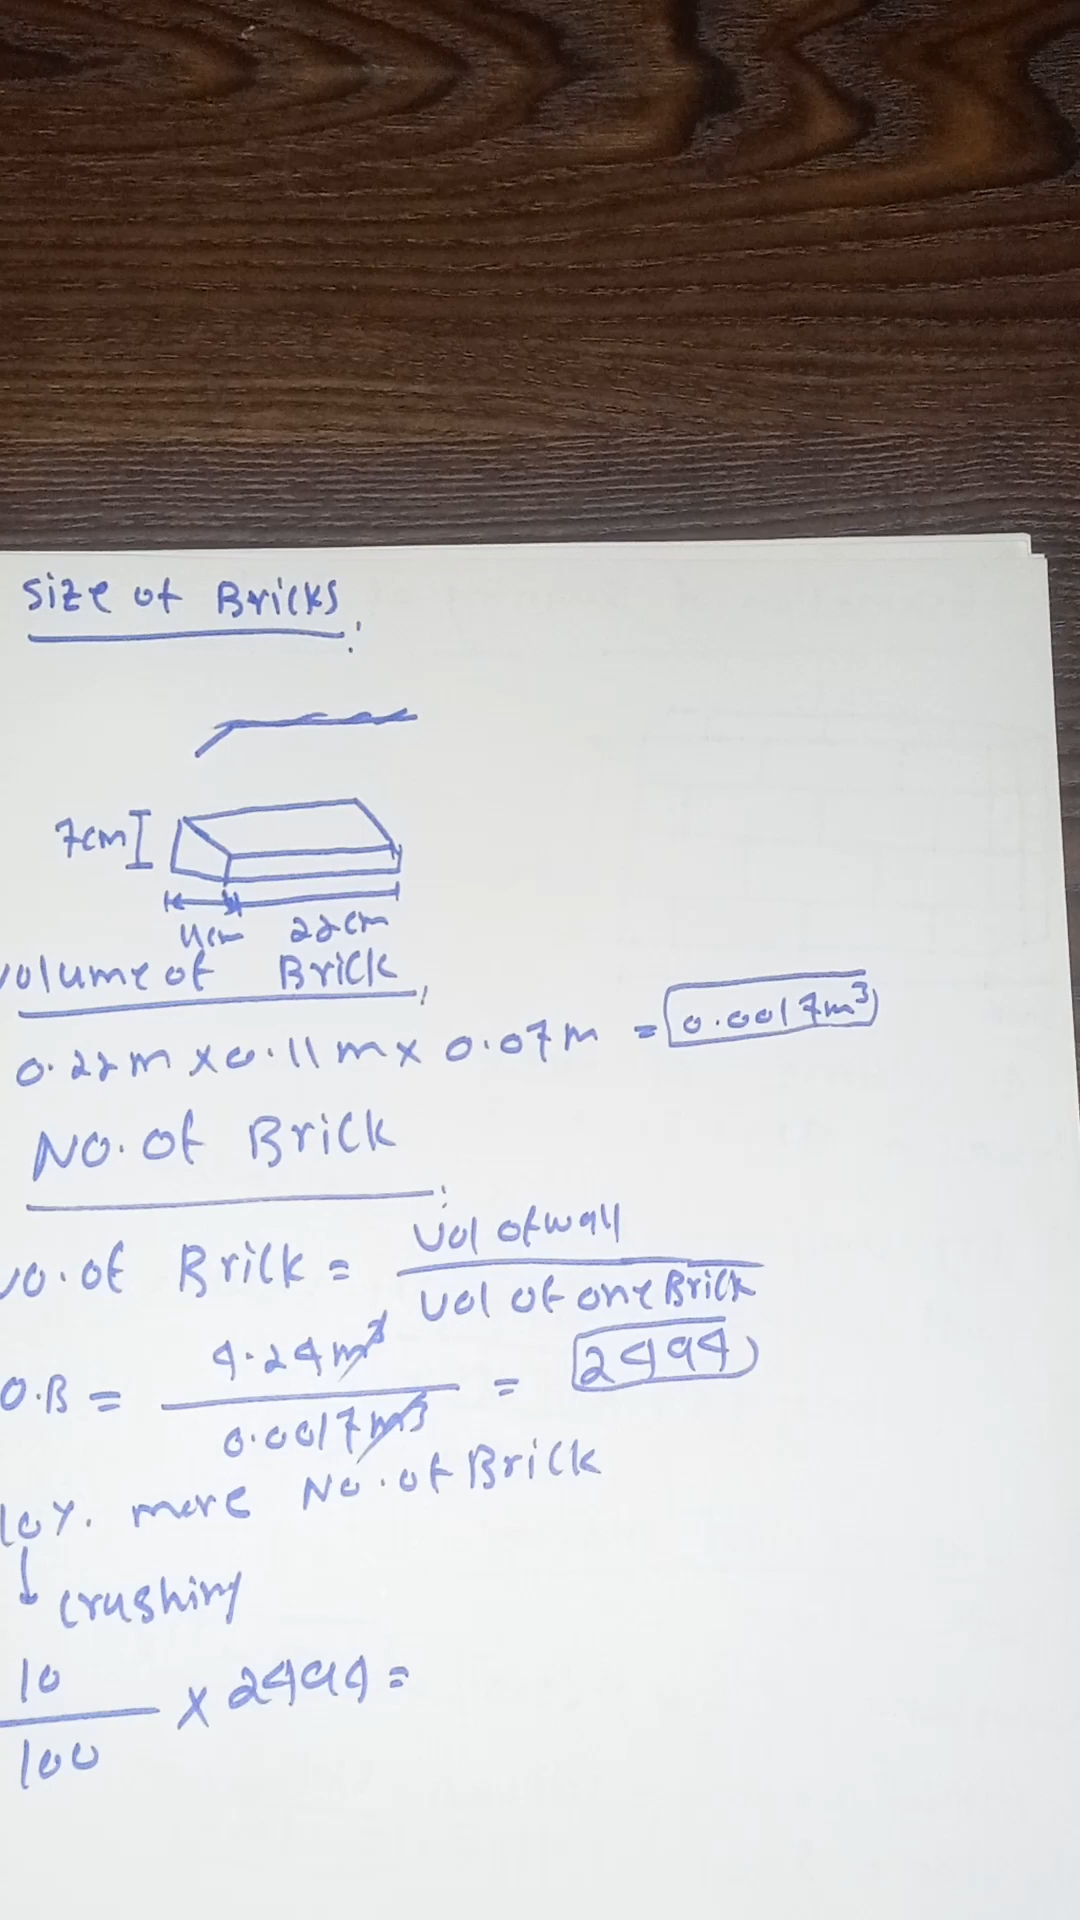 Size of Bricks:
7cm
11cm 22cm
volume of Brick,
0.22m x 0.11m x 0.07m = 0.0017m³
NO. of Brick:
No. of Brick = Vol of wall
Vol of one Brick
O.B = 4.24m³
0.0017m³
= 2494
10%. more No. of Brick
crushing
10
100
x 2494 =